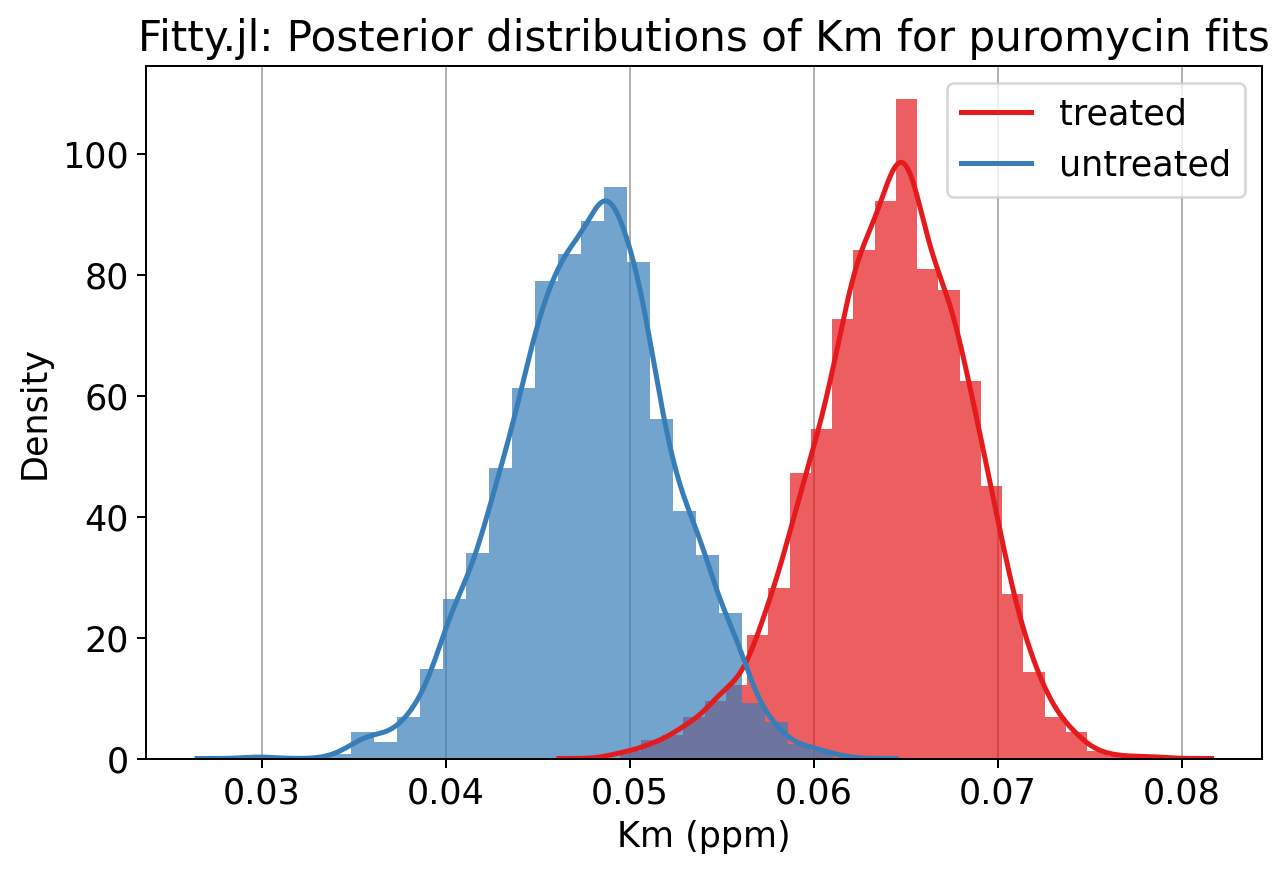 Fitty.jl: Posterior distributions of Km for puromycin fits
treated
untreated
Density
100
80
60
40
20
0
0.03 0.04 0.05 0.06 0.07 0.08
Km (ppm)